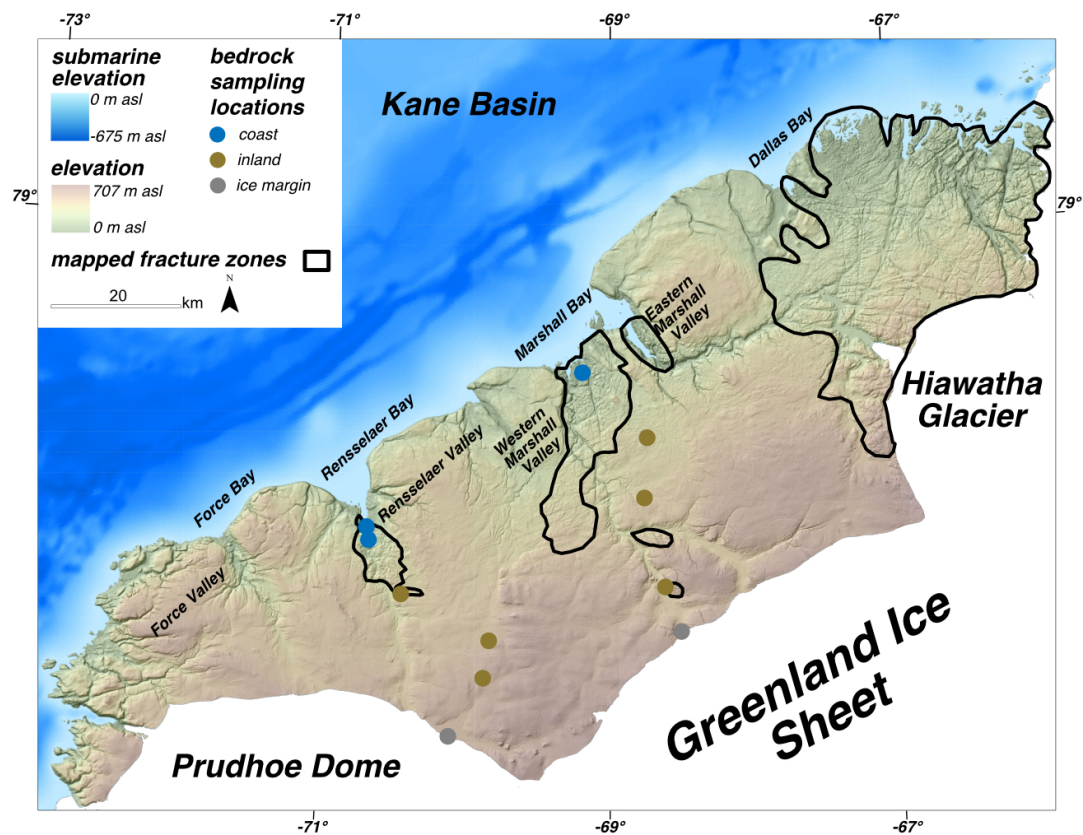 -73°
-71°
-69°
-67°
submarine
elevation
0 m asl
-675 m asl
elevation
707 m asl
0 m asl
bedrock
sampling
locations
coast
inland
ice margin
mapped fracture zones
N
20
km
Kane Basin
Dallas Bay
79°
79°
Eastern
Marshall
Valley
Marshall Bay
Hiawatha
Glacier
Rensselaer Bay
Western
Marshall
Valley
Rensselaer Valley
Force Bay
Force Valley
Greenland Ice
Sheet
Prudhoe Dome
-71°
-69°
-67°